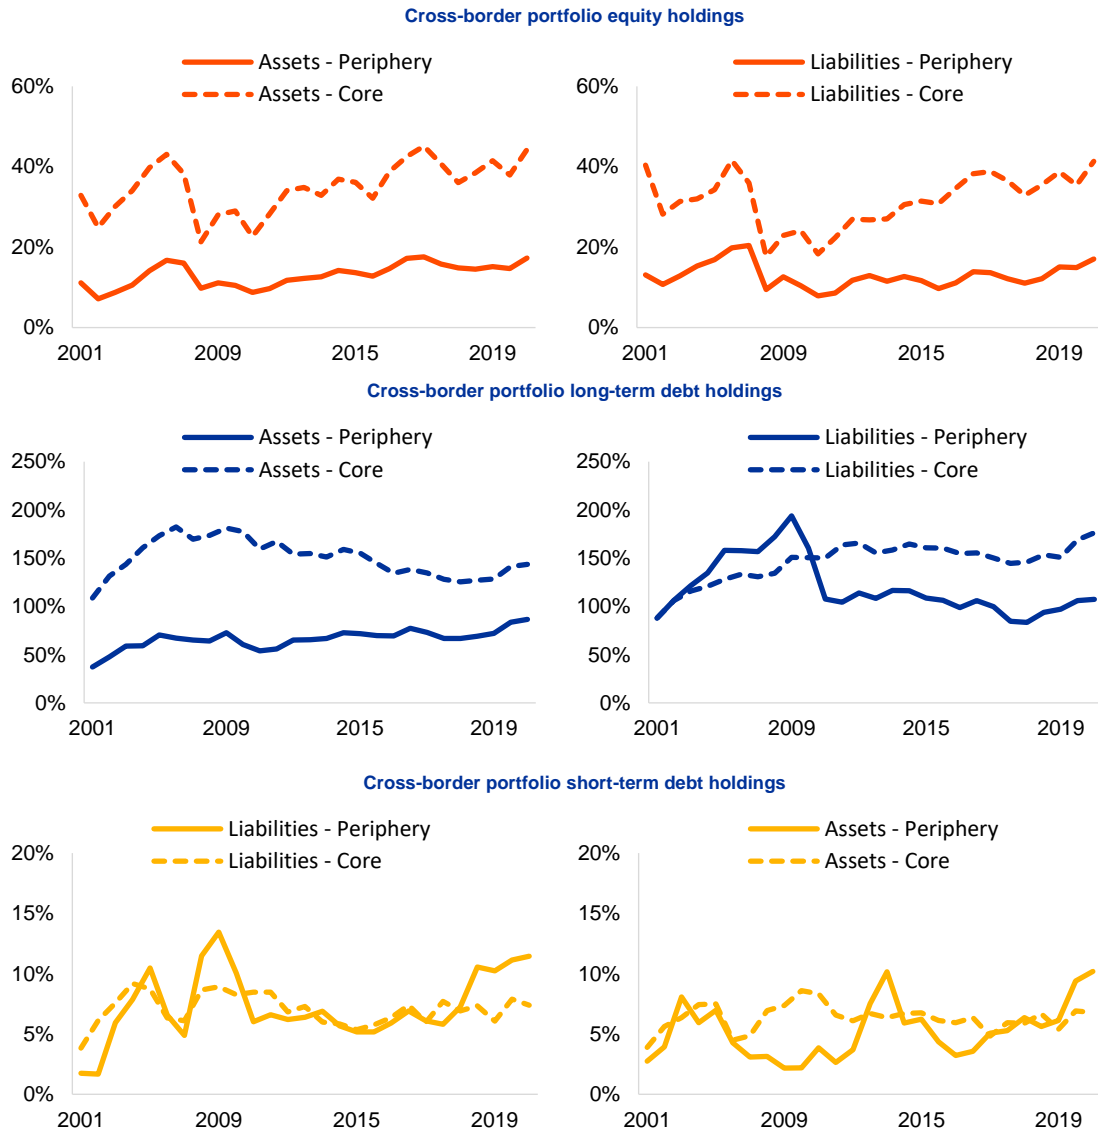 Cross-border portfolio equity holdings
Assets - Periphery
Assets - Core
60%
40%
20%
0%
2001 2009 2015 2019
Liabilities - Periphery
Liabilities - Core
60%
40%
20%
0%
2001 2009 2015 2019
Cross-border portfolio long-term debt holdings
Assets - Periphery
Assets - Core
250%
200%
150%
100%
50%
0%
2001 2009 2015 2019
Liabilities - Periphery
Liabilities - Core
250%
200%
150%
100%
50%
0%
2001 2009 2015 2019
Cross-border portfolio short-term debt holdings
Liabilities - Periphery
Liabilities - Core
20%
15%
10%
5%
0%
2001 2009 2015 2019
Assets - Periphery
Assets - Core
20%
15%
10%
5%
0%
2001 2009 2015 2019